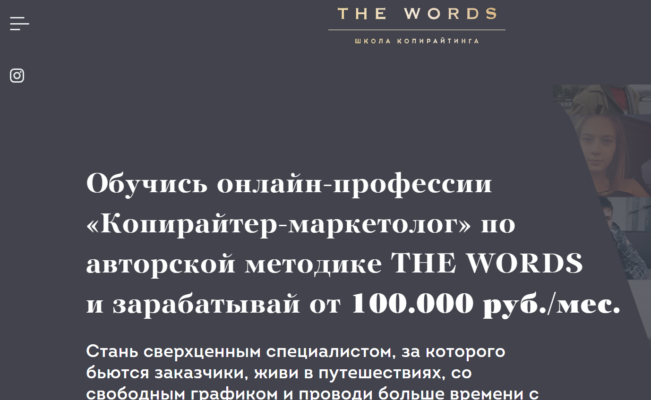 THE WORDS
ШКОЛА КОПИРАЙТИНГА
Обучись онлайн-профессии
«Копирайтер-маркетолог» по
авторской методике THE WORDS
и зарабатывай от 100.000 руб./мес.
Стань сверхценным специалистом, за которого
бьются заказчики, живи в путешествиях, со
свободным графиком и проводи больше времени с